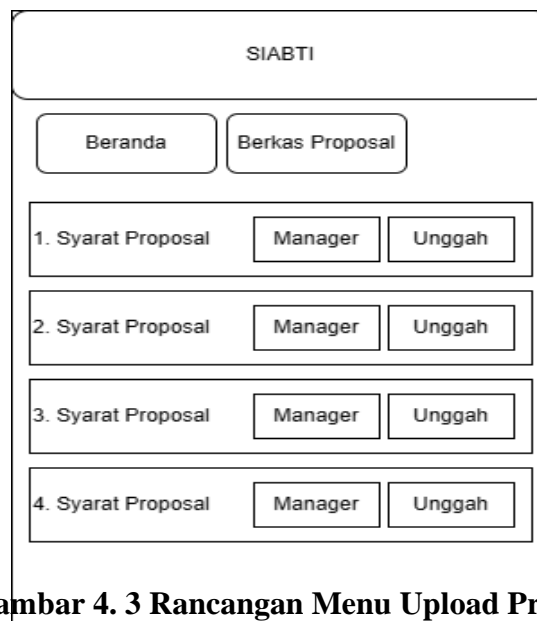 SIABTI
Beranda Berkas Proposal
1. Syarat Proposal Manager Unggah
2. Syarat Proposal Manager Unggah
3. Syarat Proposal Manager Unggah
4. Syarat Proposal Manager Unggah
ambar 4. 3 Rancangan Menu Upload Pr